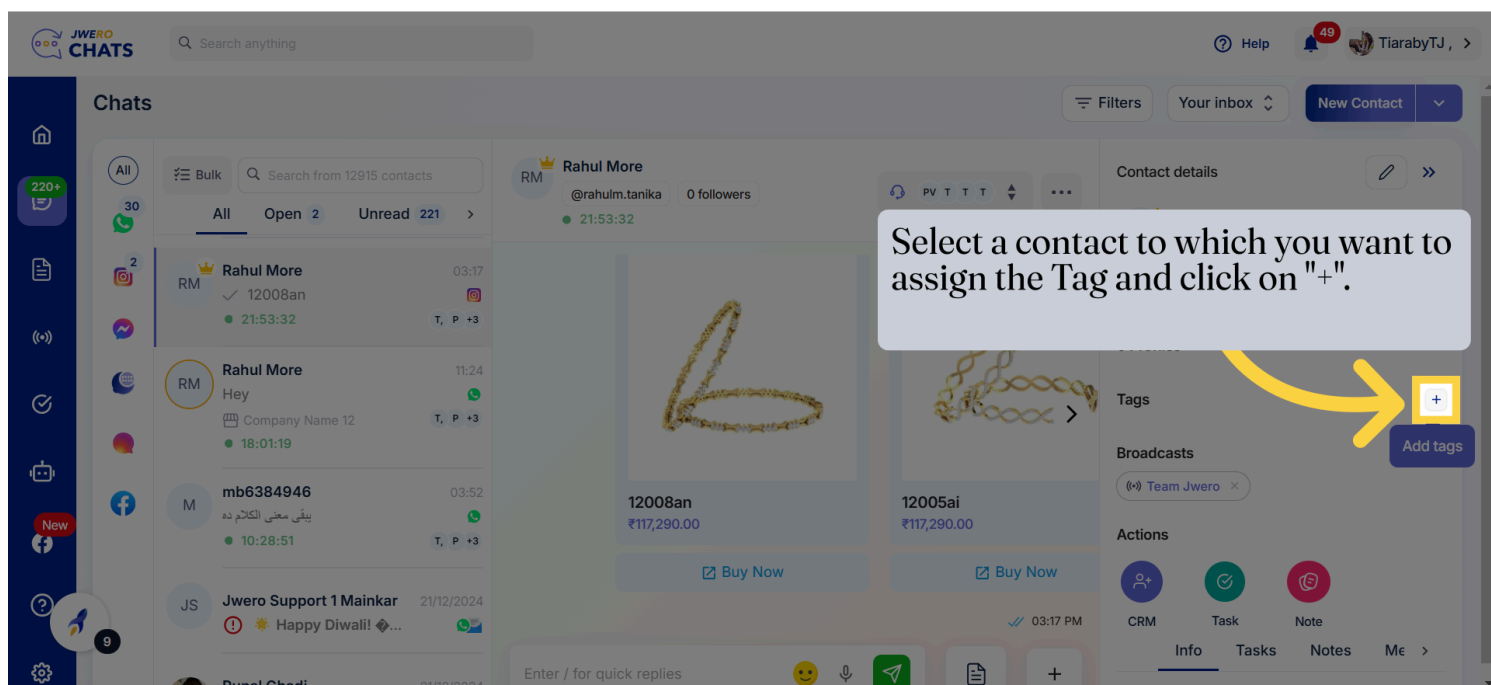 JWERO
CHATS
Search anything
Help
49
TiarabyTJ ,
Chats
Filters
Your inbox
New Contact
220+
All
30
2
New
9
Bulk
Search from 12915 contacts
All
Open 2
Unread 221
RM
Rahul More
03:17
12008an
21:53:32
T, P +3
RM
Rahul More
11:24
Hey
Company Name 12
T, P +3
18:01:19
M
mb6384946
03:52
يبقى معنى الكلام ده
10:28:51
T, P +3
JS
Jwero Support 1 Mainkar
21/12/2024
Happy Diwali! �...
RM
Rahul More
@rahulm.tanika
0 followers
21:53:32
PV T T T
12008an
₹117,290.00
Buy Now
12005ai
₹117,290.00
Buy Now
03:17 PM
Enter / for quick replies
+
Contact details
Select a contact to which you want to
assign the Tag and click on "+".
Tags
+
Add tags
Broadcasts
Team Jwero ×
Actions
CRM
Task
Note
Info
Tasks
Notes
Me